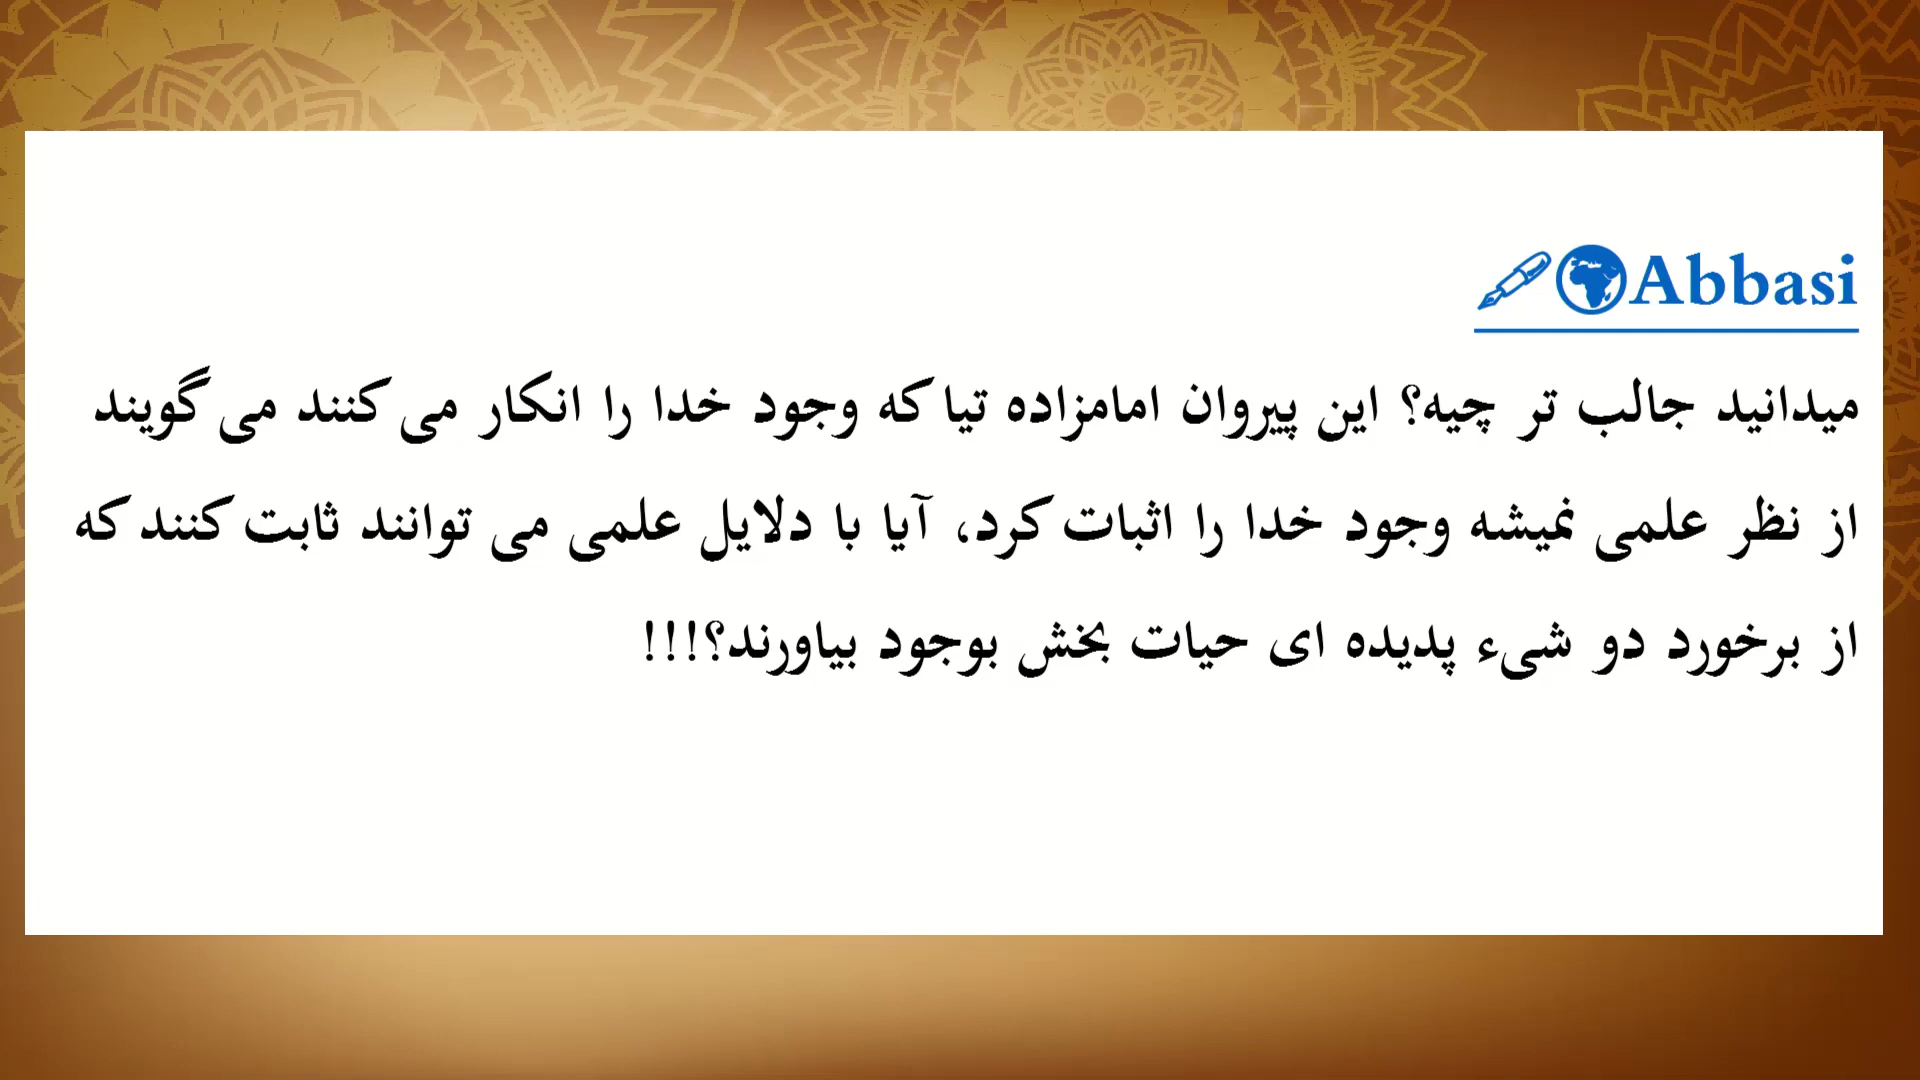 🖋🌍Abbasi
میدانید جالب تر چیه؟ این پیروان امامزاده تیا که وجود خدا را انکار می کنند می گویند
از نظر علمی نمیشه وجود خدا را اثبات کرد، آیا با دلایل علمی می توانند ثابت کنند که
از برخورد دو شیء پدیده ای حیات بخش بوجود بیاورند؟!!!